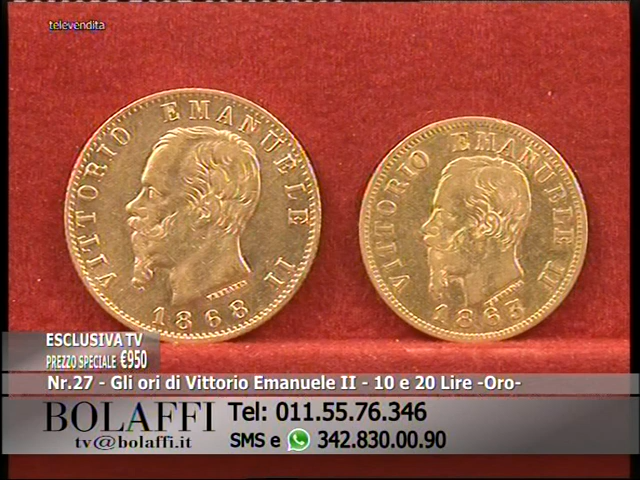 televendita
VITTORIO EMANUELE II
1868
VITTORIO EMANUELE II
1863
ESCLUSIVA TV
PREZZO SPECIALE €950
Nr.27 - Gli ori di Vittorio Emanuele II - 10 e 20 Lire -Oro-
BOLAFFI
tv@bolaffi.it
Tel: 011.55.76.346
SMS e 342.830.00.90